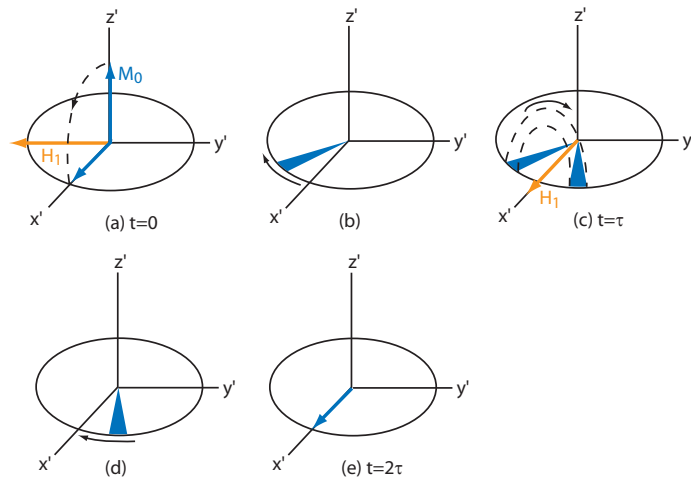 z'
M0
H1
y'
x'
(a) t=0
z'
y'
x'
(b)
z'
y
x'
H1
(c) t=τ
z'
y'
x'
(d)
z'
y'
x'
(e) t=2τ